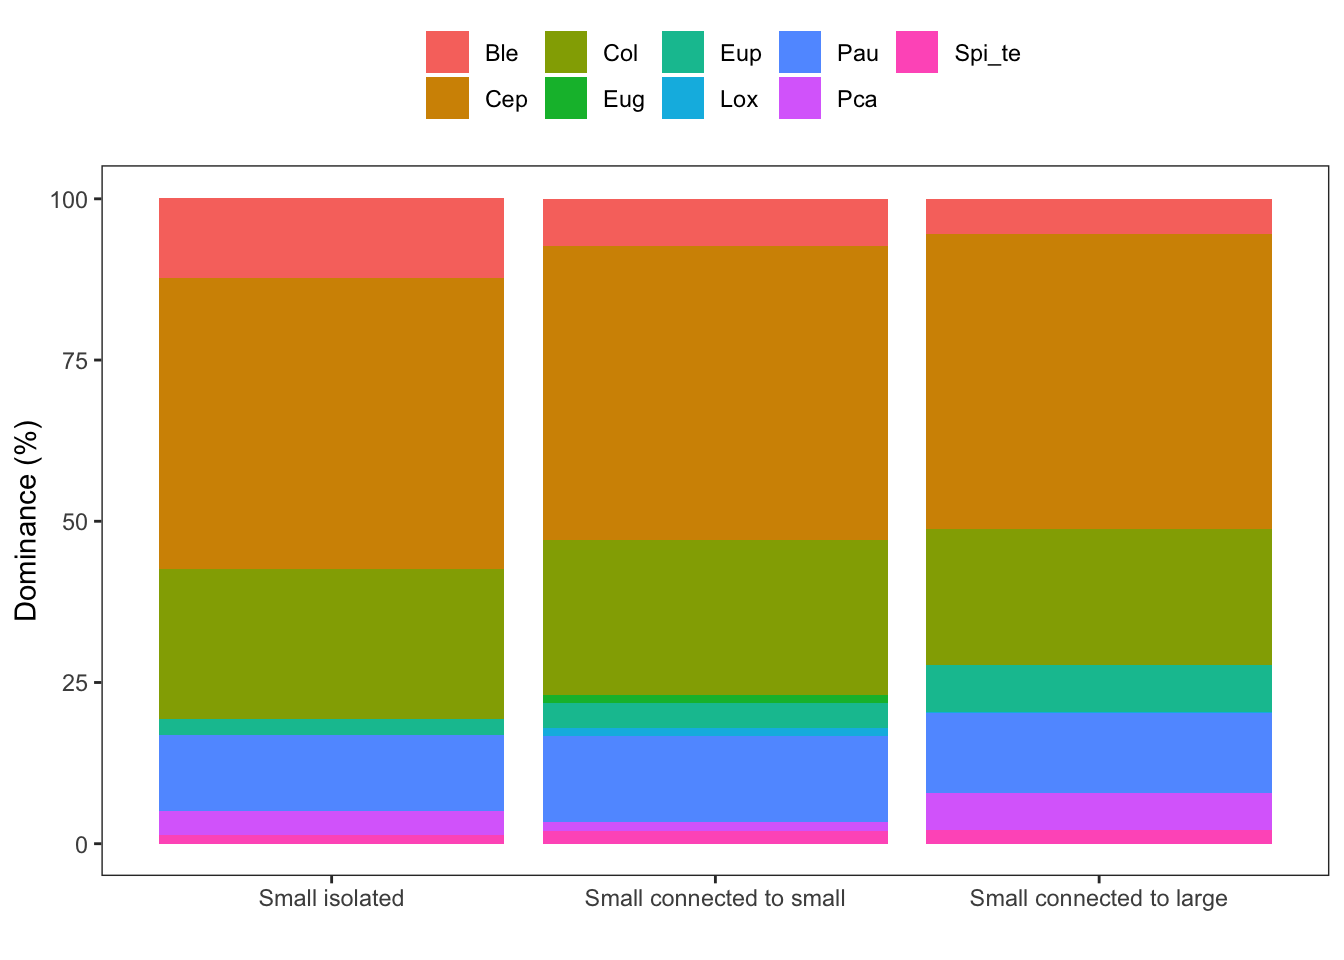 Ble Col Eup Pau Spi_te
Cep Eug Lox Pca
Dominance (%)
100
75
50
25
0
Small isolated Small connected to small Small connected to large